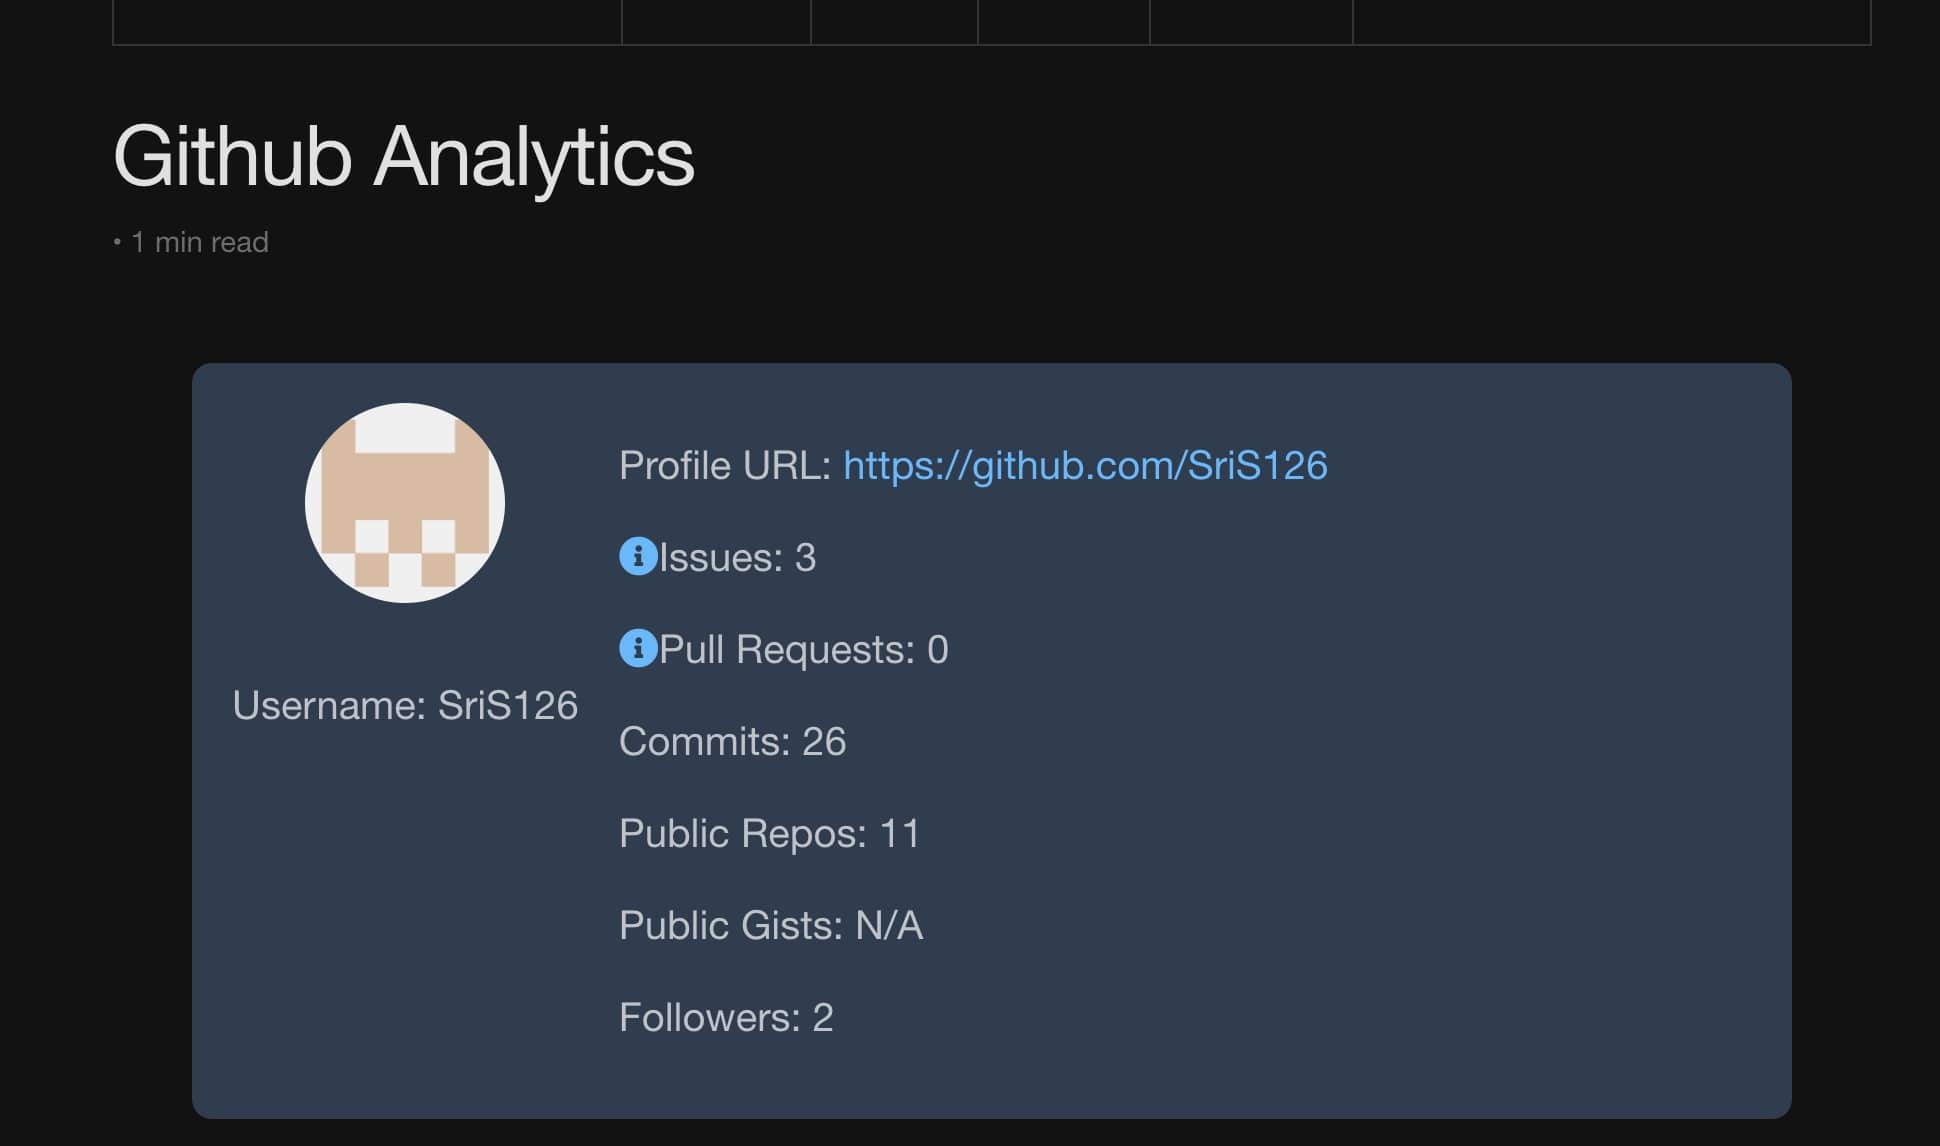 Github Analytics
• 1 min read
Username: SriS126
Profile URL: https://github.com/SriS126
Issues: 3
Pull Requests: 0
Commits: 26
Public Repos: 11
Public Gists: N/A
Followers: 2